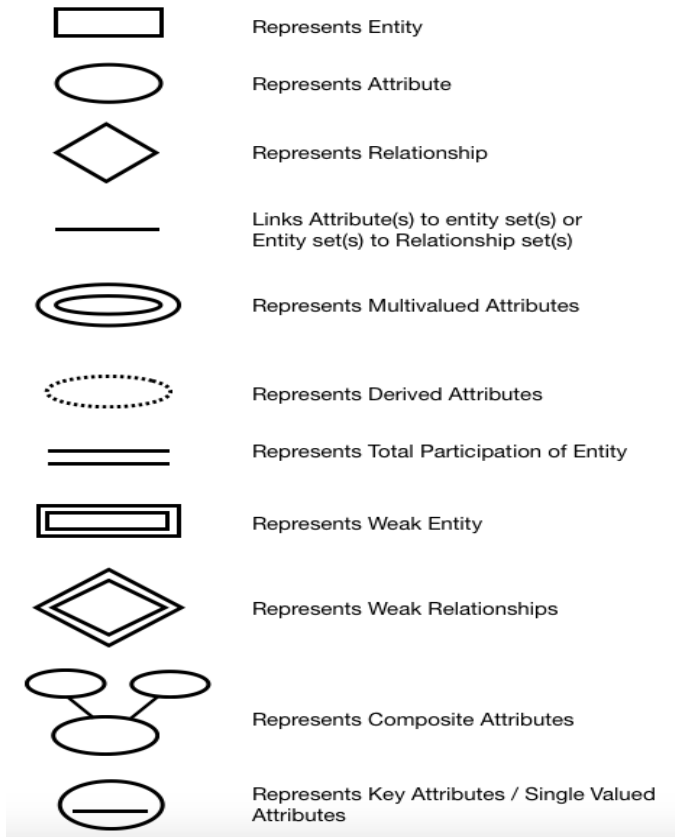 Represents Entity
Represents Attribute
Represents Relationship
Links Attribute(s) to entity set(s) or
Entity set(s) to Relationship set(s)
Represents Multivalued Attributes
Represents Derived Attributes
Represents Total Participation of Entity
Represents Weak Entity
Represents Weak Relationships
Represents Composite Attributes
Represents Key Attributes / Single Valued
Attributes